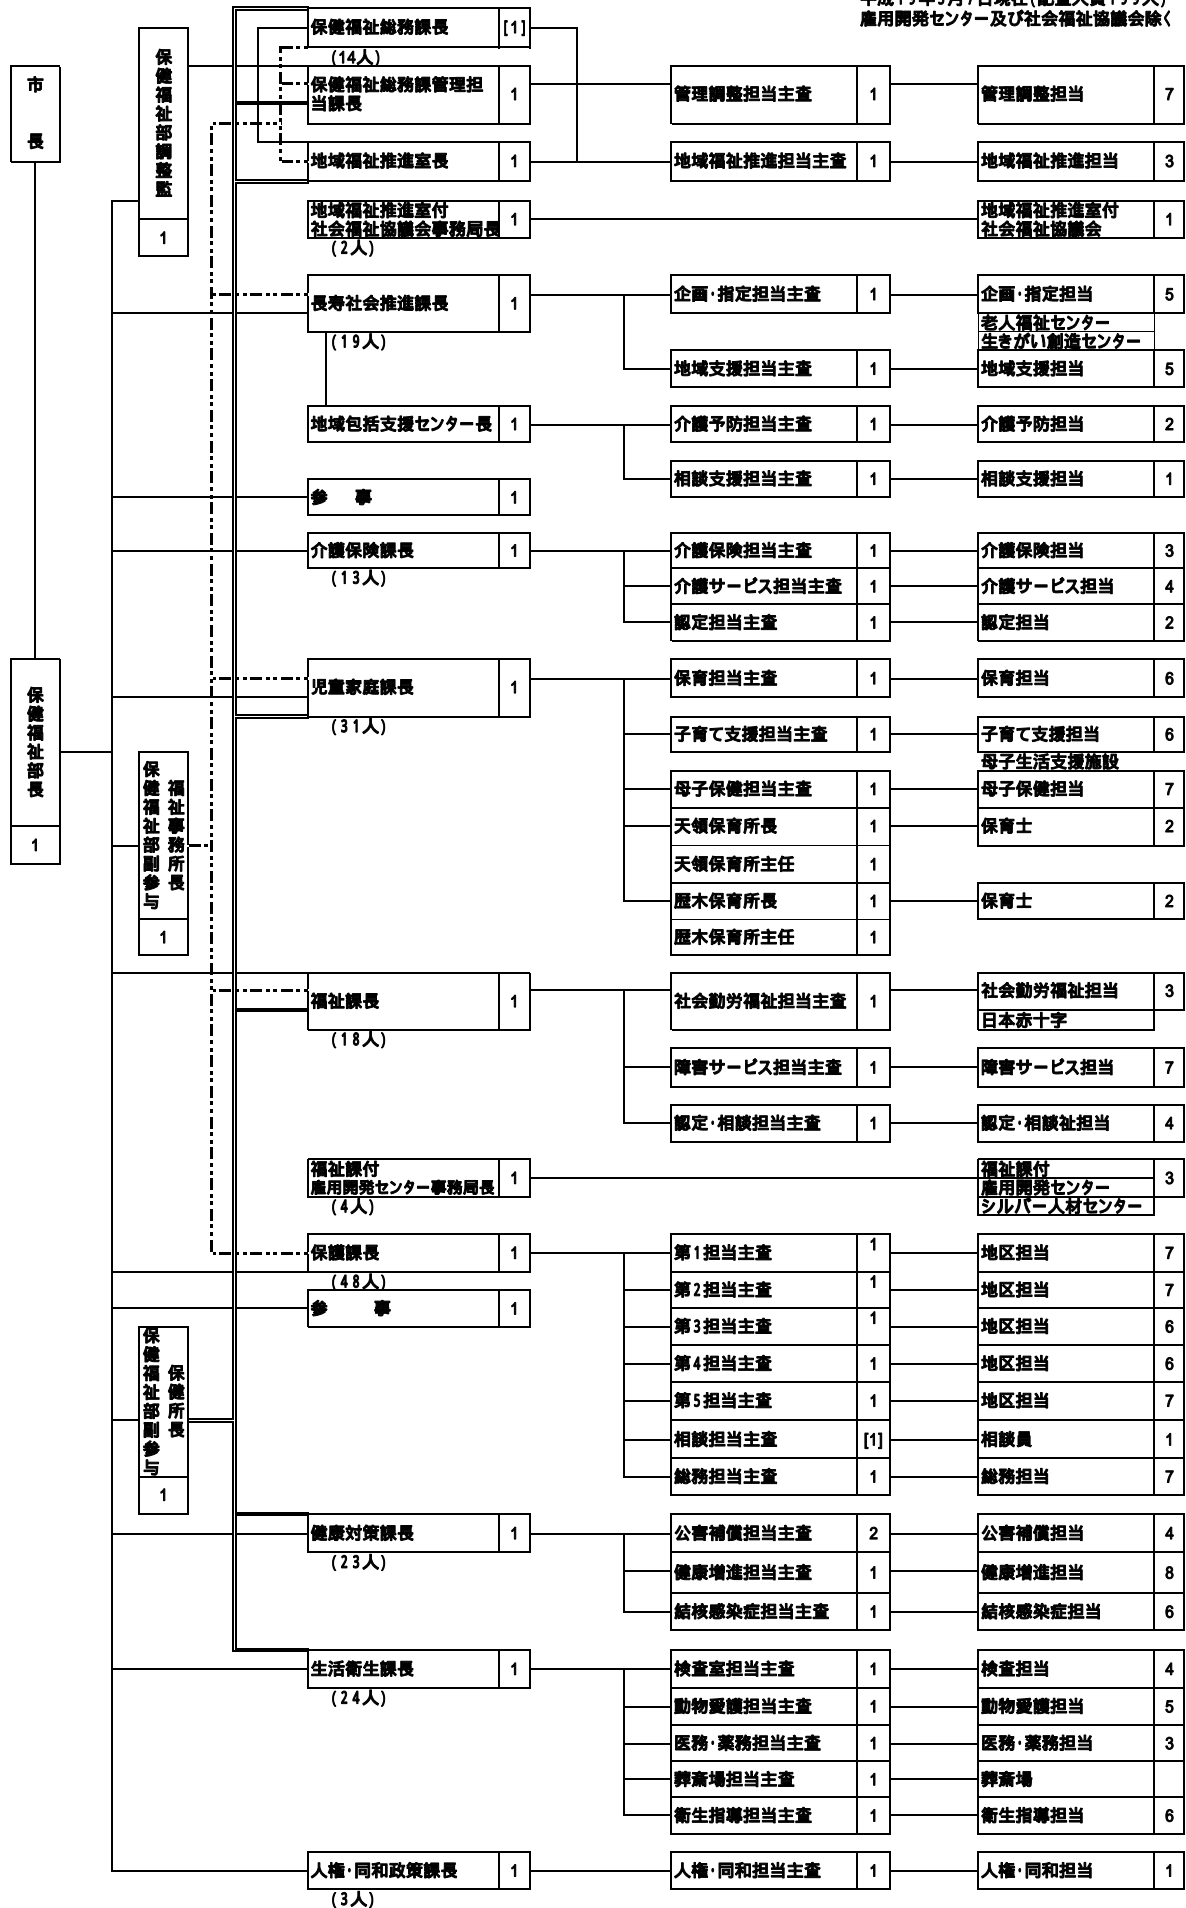 雇用開発センター及び社会福祉協議会除く
市長
保健福祉部長
1
保健福祉部調整監
1
福祉事務所長
保健福祉部副参与
1
保健所長
保健福祉部副参与
1
保健福祉総務課長 [1]
(14人)
保健福祉総務課管理担
当課長 1
管理調整担当主査 1
管理調整担当 7
地域福祉推進室長 1
地域福祉推進担当主査 1
地域福祉推進担当 3
地域福祉推進室付
社会福祉協議会事務局長 1
(2人)
地域福祉推進室付
社会福祉協議会 1
長寿社会推進課長 1
(19人)
企画・指定担当主査 1
企画・指定担当 5
老人福祉センター
生きがい創造センター
地域支援担当主査 1
地域支援担当 5
地域包括支援センター長 1
介護予防担当主査 1
介護予防担当 2
相談支援担当主査 1
相談支援担当 1
参 事 1
介護保険課長 1
(13人)
介護保険担当主査 1
介護保険担当 3
介護サービス担当主査 1
介護サービス担当 4
認定担当主査 1
認定担当 2
児童家庭課長 1
(31人)
保育担当主査 1
保育担当 6
子育て支援担当主査 1
子育て支援担当 6
母子生活支援施設
母子保健担当主査 1
母子保健担当 7
天領保育所長 1
保育士 2
天領保育所主任 1
歴木保育所長 1
保育士 2
歴木保育所主任 1
福祉課長 1
(18人)
社会勤労福祉担当主査 1
社会勤労福祉担当 3
日本赤十字
障害サービス担当主査 1
障害サービス担当 7
認定・相談担当主査 1
認定・相談祉担当 4
福祉課付
雇用開発センター事務局長 1
(4人)
福祉課付
雇用開発センター 3
シルバー人材センター
保護課長 1
(48人)
参 事 1
第1担当主査 1
地区担当 7
第2担当主査 1
地区担当 7
第3担当主査 1
地区担当 6
第4担当主査 1
地区担当 6
第5担当主査 1
地区担当 7
相談担当主査 [1]
相談員 1
総務担当主査 1
総務担当 7
健康対策課長 1
(23人)
公害補償担当主査 2
公害補償担当 4
健康増進担当主査 1
健康増進担当 8
結核感染症担当主査 1
結核感染症担当 6
生活衛生課長 1
(24人)
検査室担当主査 1
検査担当 4
動物愛護担当主査 1
動物愛護担当 5
医務・薬務担当主査 1
医務・薬務担当 3
葬斎場担当主査 1
葬斎場
衛生指導担当主査 1
衛生指導担当 6
人権・同和政策課長 1
(3人)
人権・同和担当主査 1
人権・同和担当 1